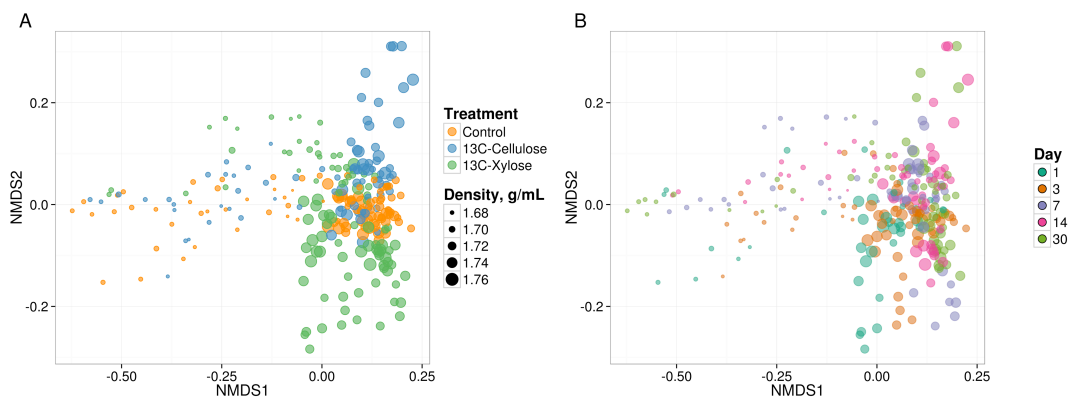 A
NMDS2
0.2
0.0
-0.2
-0.50
-0.25
0.00
0.25
NMDS1
Treatment
Control
13C-Cellulose
13C-Xylose
Density, g/mL
1.68
1.70
1.72
1.74
1.76
B
NMDS2
0.2
0.0
-0.2
-0.50
-0.25
0.00
0.25
NMDS1
Day
1
3
7
14
30